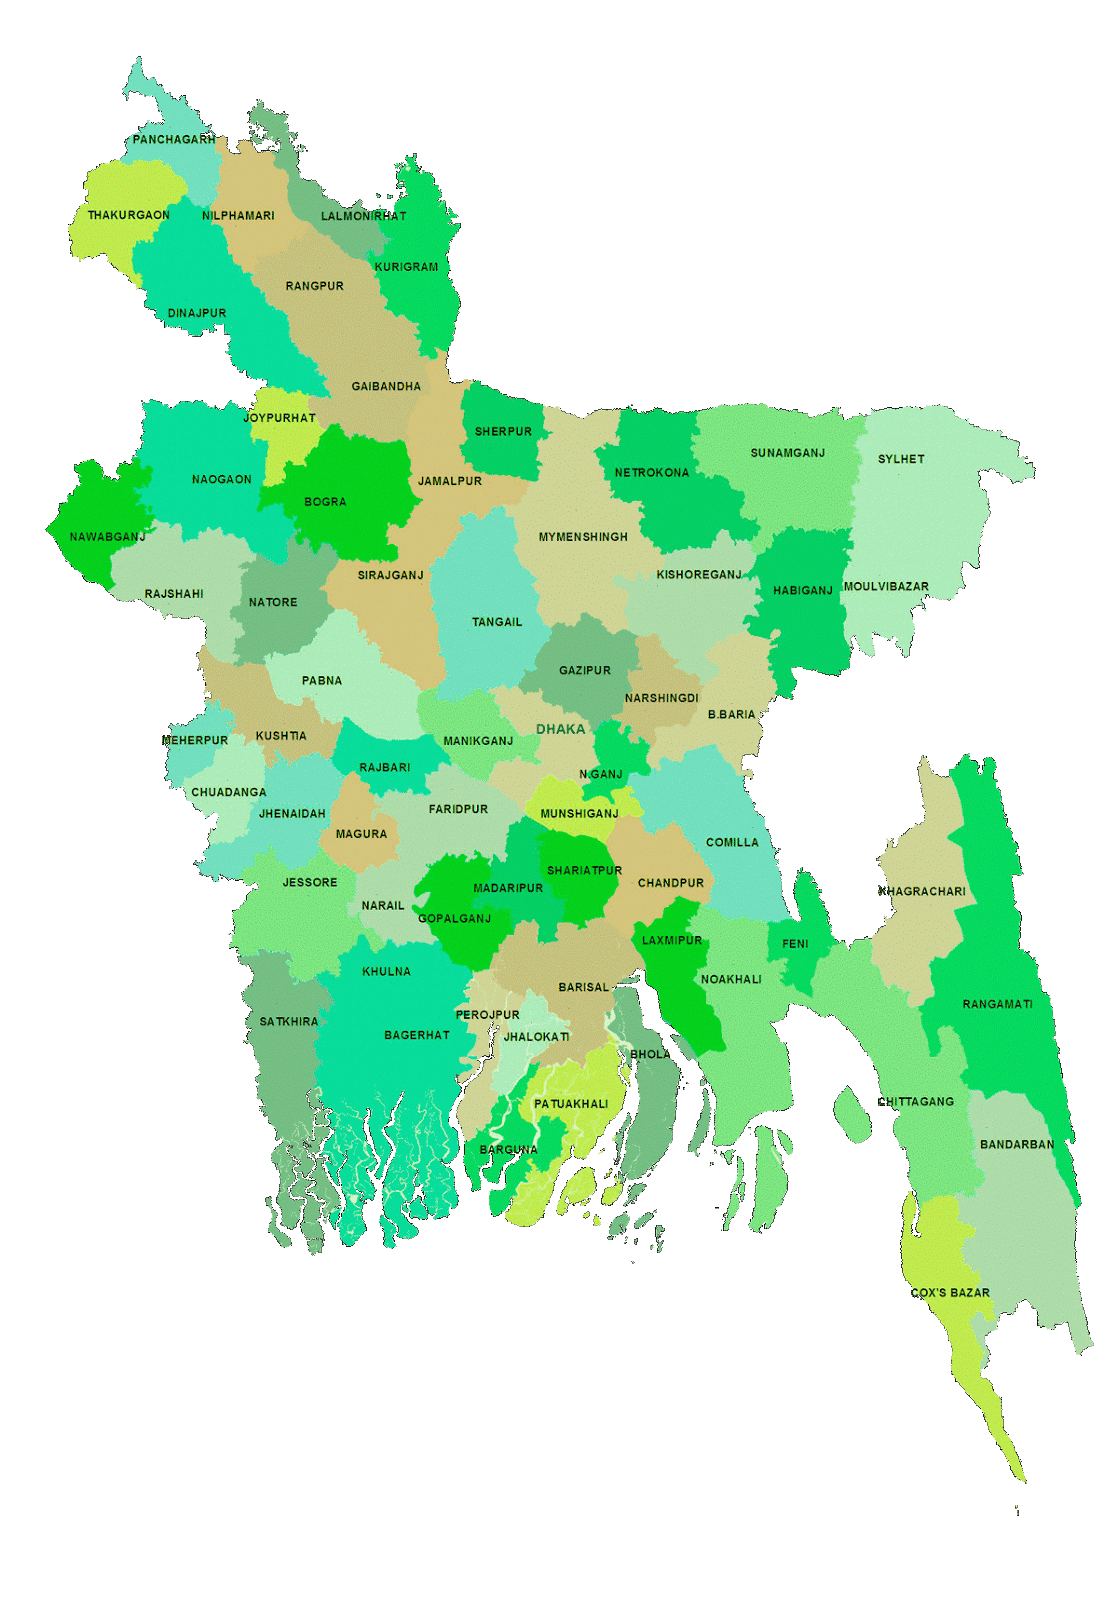 PANCHAGARH
THAKURGAON
NILPHAMARI
LALMONIRHAT
KURIGRAM
RANGPUR
DINAJPUR
GAIBANDHA
JOYPURHAT
SHERPUR
SUNAMGANJ
SYLHET
NETROKONA
NAOGAON
JAMALPUR
BOGRA
NAWABGANJ
MYMENSHINGH
SIRAJGANJ
KISHOREGANJ
MOULVIBAZAR
HABIGANJ
RAJSHAHI
NATORE
TANGAIL
GAZIPUR
PABNA
NARSHINGDI
B.BARIA
DHAKA
KUSHTIA
MEHERPUR
MANIKGANJ
RAJBARI
N.GANJ
CHUADANGA
FARIDPUR
JHENAIDAH
MUNSHIGANJ
MAGURA
COMILLA
SHARIATPUR
JESSORE
CHANDPUR
MADARIPUR
KHAGRACHARI
NARAIL
GOPALGANJ
LAXMIPUR
FENI
KHULNA
NOAKHALI
BARISAL
RANGAMATI
PEROJPUR
SATKHIRA
BAGERHAT
JHALOKATI
BHOLA
PATUAKHALI
CHITTAGANG
BANDARBAN
BARGUNA
COX'S BAZAR